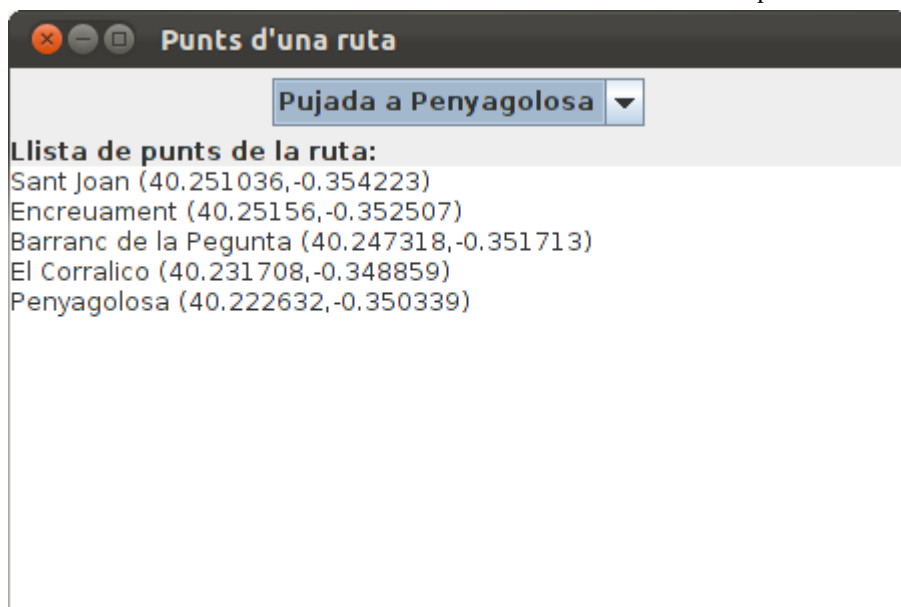 Punts d'una ruta
Pujada a Penyagolosa
Llista de punts de la ruta:
Sant Joan (40.251036,-0.354223)
Encreuament (40.25156,-0.352507)
Barranc de la Pegunta (40.247318,-0.351713)
El Corralico (40.231708,-0.348859)
Penyagolosa (40.222632,-0.350339)